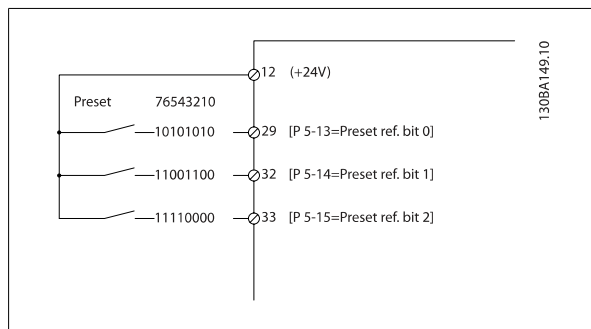 12 (+24V)
Preset 76543210
10101010 29 [P 5-13=Preset ref. bit 0]
11001100 32 [P 5-14=Preset ref. bit 1]
11110000 33 [P 5-15=Preset ref. bit 2]
130BA149.10